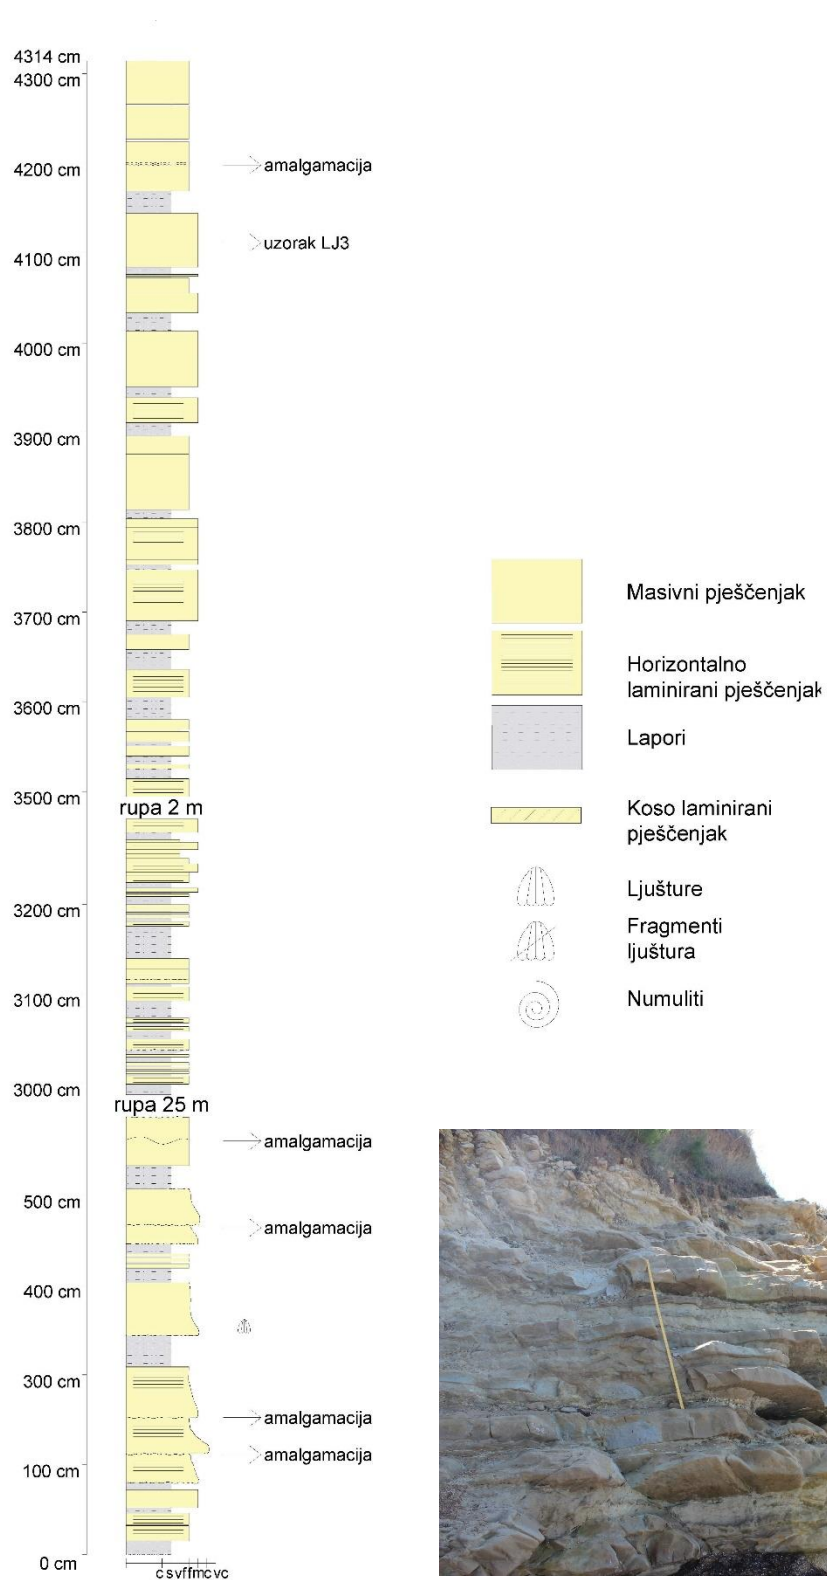 4314 cm
4300 cm
4200 cm
amalgamacija
uzorak LJ3
4100 cm
4000 cm
3900 cm
3800 cm
3700 cm
3600 cm
3500 cm
rupa 2 m
3200 cm
3100 cm
3000 cm
rupa 25 m
amalgamacija
500 cm
amalgamacija
400 cm
300 cm
amalgamacija
amalgamacija
100 cm
0 cm
c s vf f m c vc
Masivni pješčenjak
Horizontalno
laminirani pješčenjak
Lapori
Koso laminirani
pješčenjak
Ljušture
Fragmenti
ljuštura
Numuliti